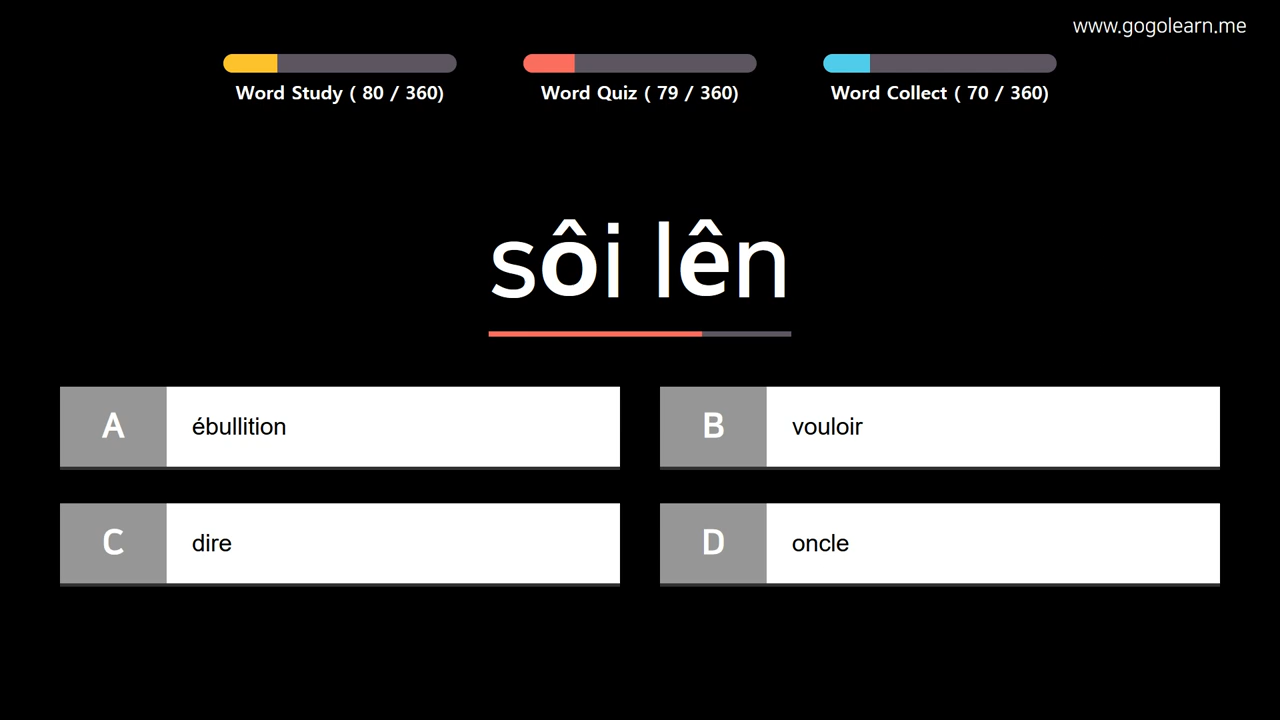 www.gogolearn.me
Word Study ( 80 / 360)
Word Quiz ( 79 / 360)
Word Collect ( 70 / 360)
sôi lên
A ébullition
B vouloir
C dire
D oncle